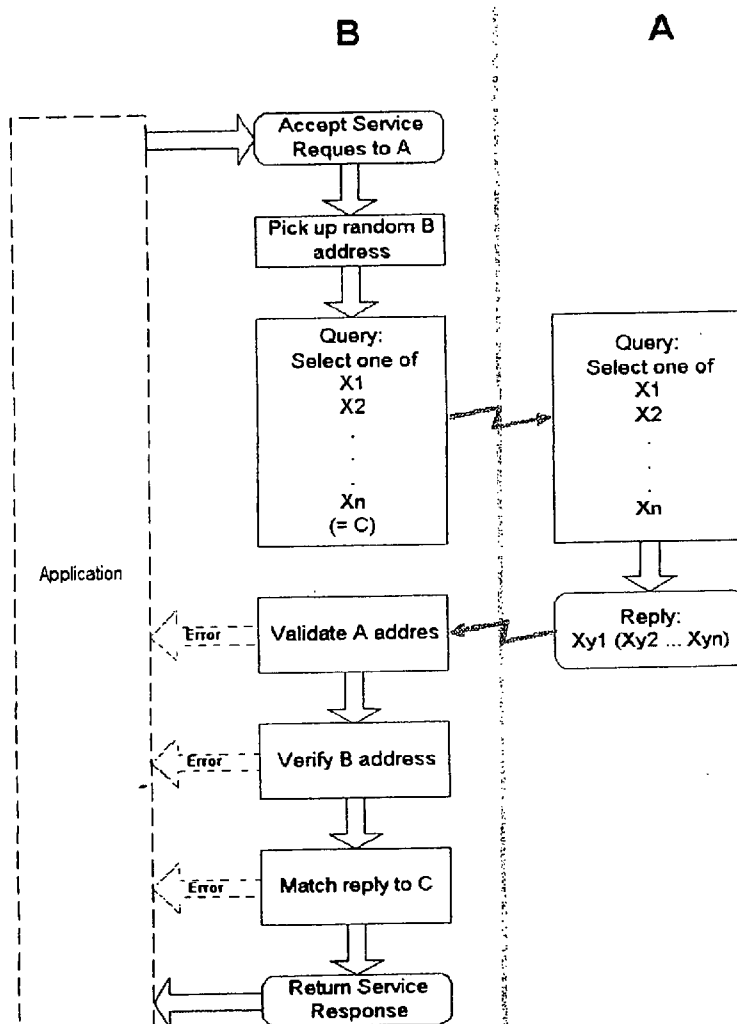 B
A
Accept Service
Reques to A
Pick up random B
address
Query:
Select one of
X1
X2
.
.
.
Xn
(= C)
Query:
Select one of
X1
X2
.
.
.
Xn
Application
Error
Validate A addres
Reply:
Xy1 (Xy2 ... Xyn)
Error
Verify B address
Error
Match reply to C
Return Service
Response